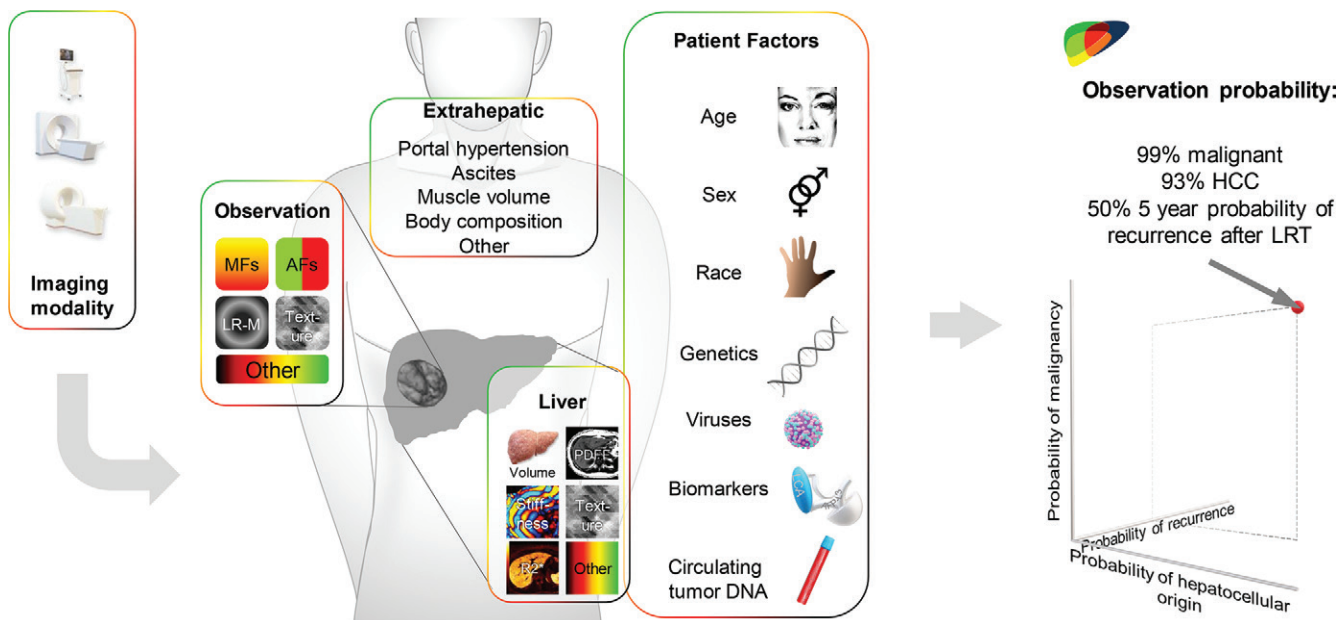 Imaging
modality
Observation
MFs
AFs
LR-M
Text-
ure
Other
Extrahepatic
Portal hypertension
Ascites
Muscle volume
Body composition
Other
Liver
Volume
PDFF
Stiff-
ness
Text-
ure
R2*
Other
Patient Factors
Age
Sex
Race
Genetics
Viruses
Biomarkers
CA
Circulating
tumor DNA
Observation probability:
99% malignant
93% HCC
50% 5 year probability of
recurrence after LRT
Probability of malignancy
Probability of recurrence
Probability of hepatocellular
origin